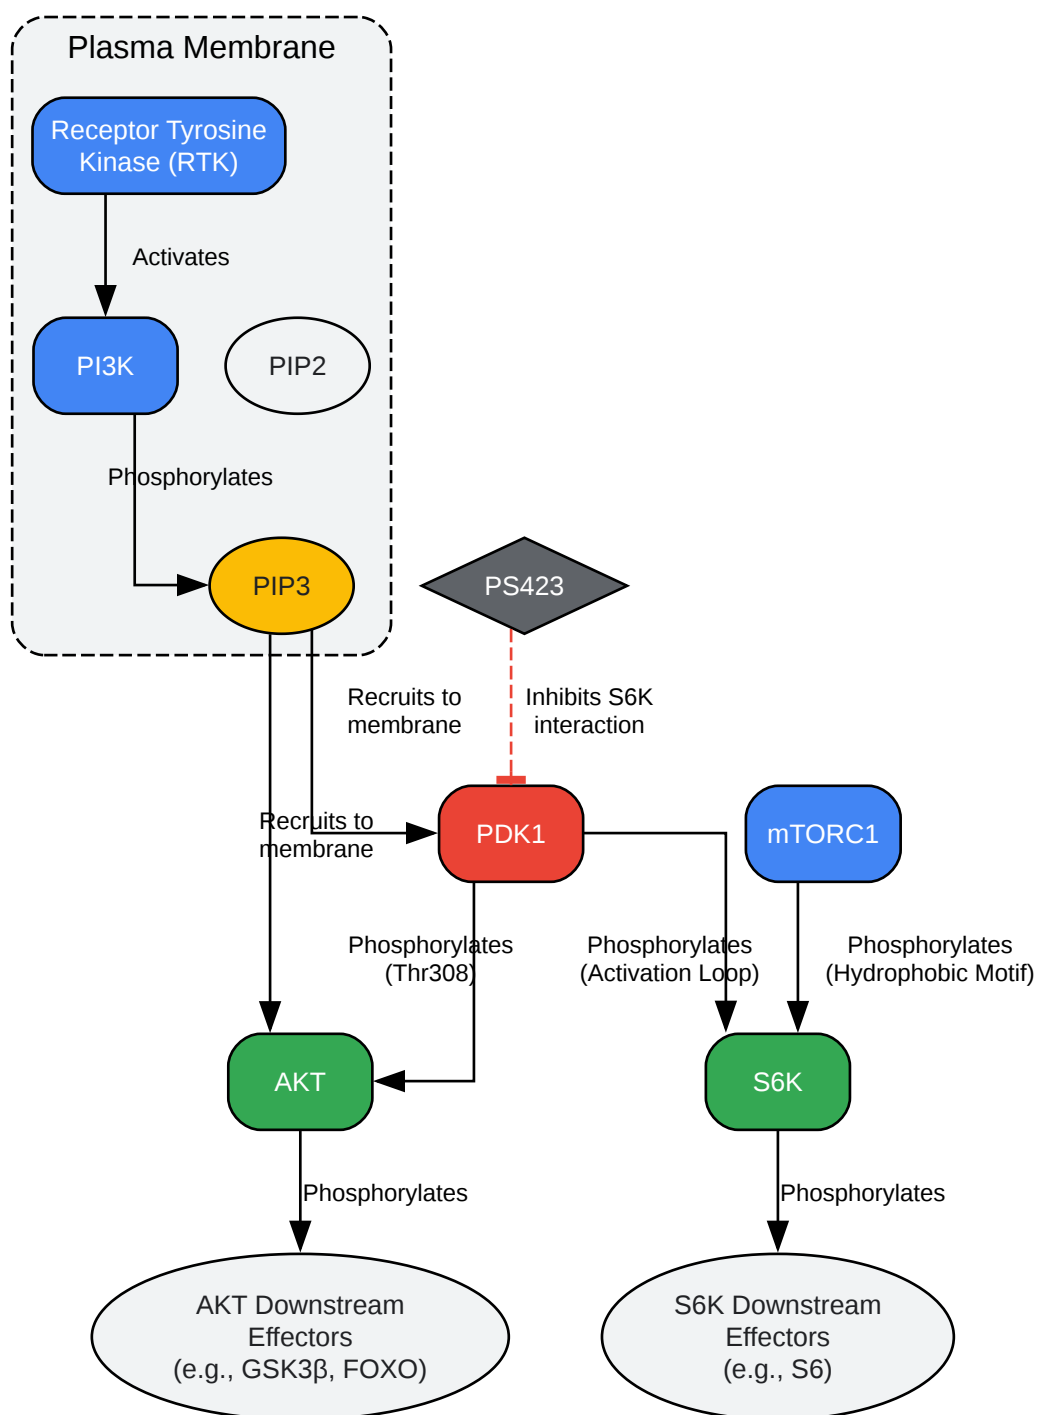 Plasma Membrane
Receptor Tyrosine
Kinase (RTK)
Activates
PI3K
PIP2
Phosphorylates
PIP3
PS423
Recruits to
membrane
Inhibits S6K
interaction
Recruits to
membrane
PDK1
mTORC1
Phosphorylates
(Thr308)
Phosphorylates
(Activation Loop)
Phosphorylates
(Hydrophobic Motif)
AKT
S6K
Phosphorylates
Phosphorylates
AKT Downstream
Effectors
(e.g., GSK3β, FOXO)
S6K Downstream
Effectors
(e.g., S6)